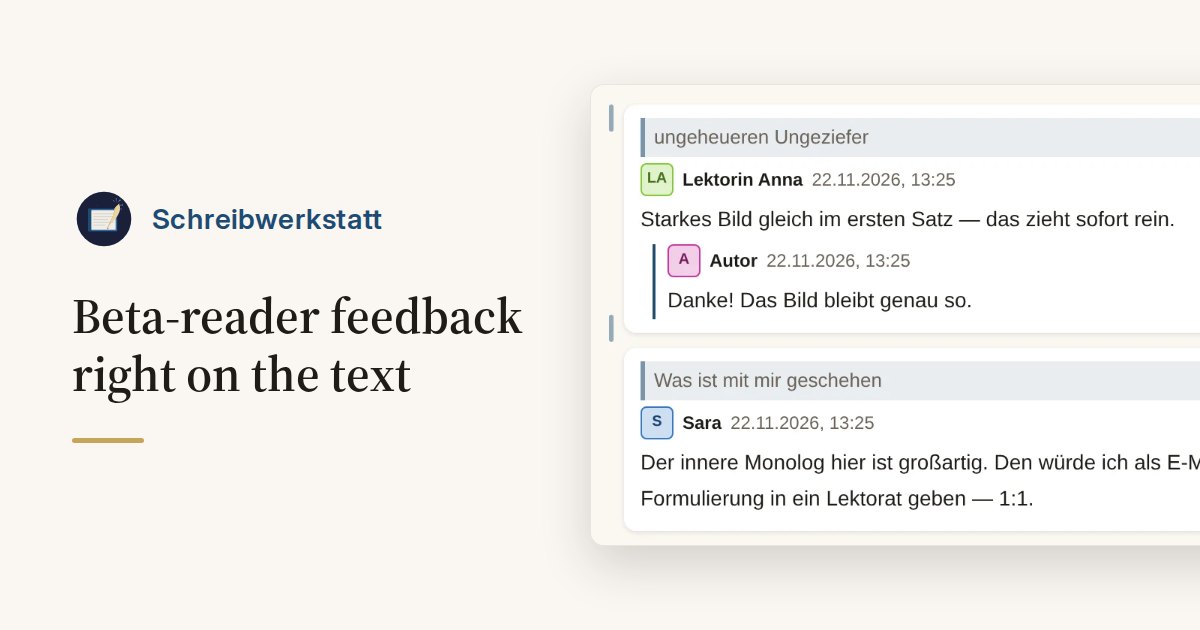 Schreibwerkstatt
Beta-reader feedback
right on the text
ungeheueren Ungeziefer
LA Lektorin Anna 22.11.2026, 13:25
Starkes Bild gleich im ersten Satz — das zieht sofort rein.
A Autor 22.11.2026, 13:25
Danke! Das Bild bleibt genau so.
Was ist mit mir geschehen
S Sara 22.11.2026, 13:25
Der innere Monolog hier ist großartig. Den würde ich als
Formulierung in ein Lektorat geben — 1:1.